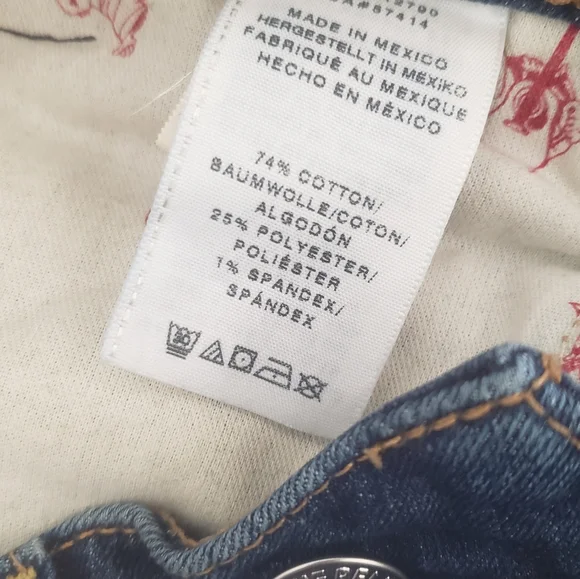 MADE IN MEXICO
HERGESTELLT IN MEXIKO
FABRIQUÉ AU MEXIQUE
HECHO EN MÉXICO
74% COTTON/
BAUMWOLLE/COTON/
ALGODÓN
25% POLYESTER/
POLIÉSTER
1% SPANDEX/
SPÁNDEX
30